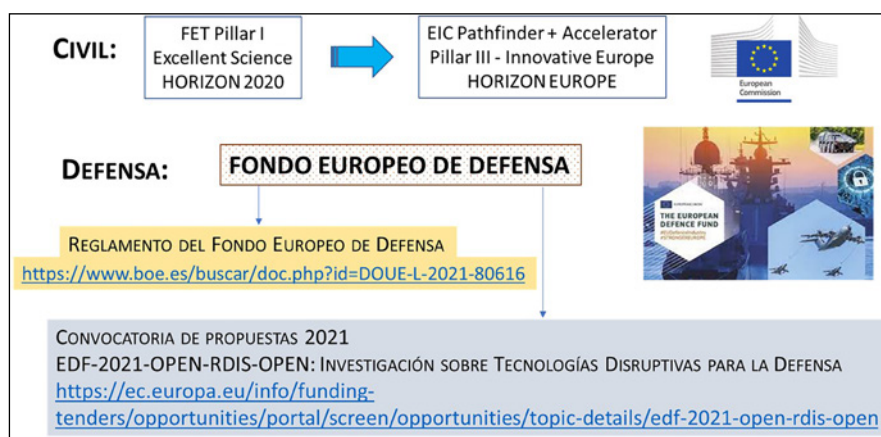 CIVIL:
FET Pillar I
Excellent Science
HORIZON 2020
EIC Pathfinder + Accelerator
Pillar III - Innovative Europe
HORIZON EUROPE
European
Commission
DEFENSA:
FONDO EUROPEO DE DEFENSA
EUROPEAN UNION
THE EUROPEAN
DEFENCE FUND
#EUDefenceIndustry
#STRONGEREUROPE
REGLAMENTO DEL FONDO EUROPEO DE DEFENSA
https://www.boe.es/buscar/doc.php?id=DOUE-L-2021-80616
CONVOCATORIA DE PROPUESTAS 2021
EDF-2021-OPEN-RDIS-OPEN: INVESTIGACIÓN SOBRE TECNOLOGÍAS DISRUPTIVAS PARA LA DEFENSA
https://ec.europa.eu/info/funding-
tenders/opportunities/portal/screen/opportunities/topic-details/edf-2021-open-rdis-open